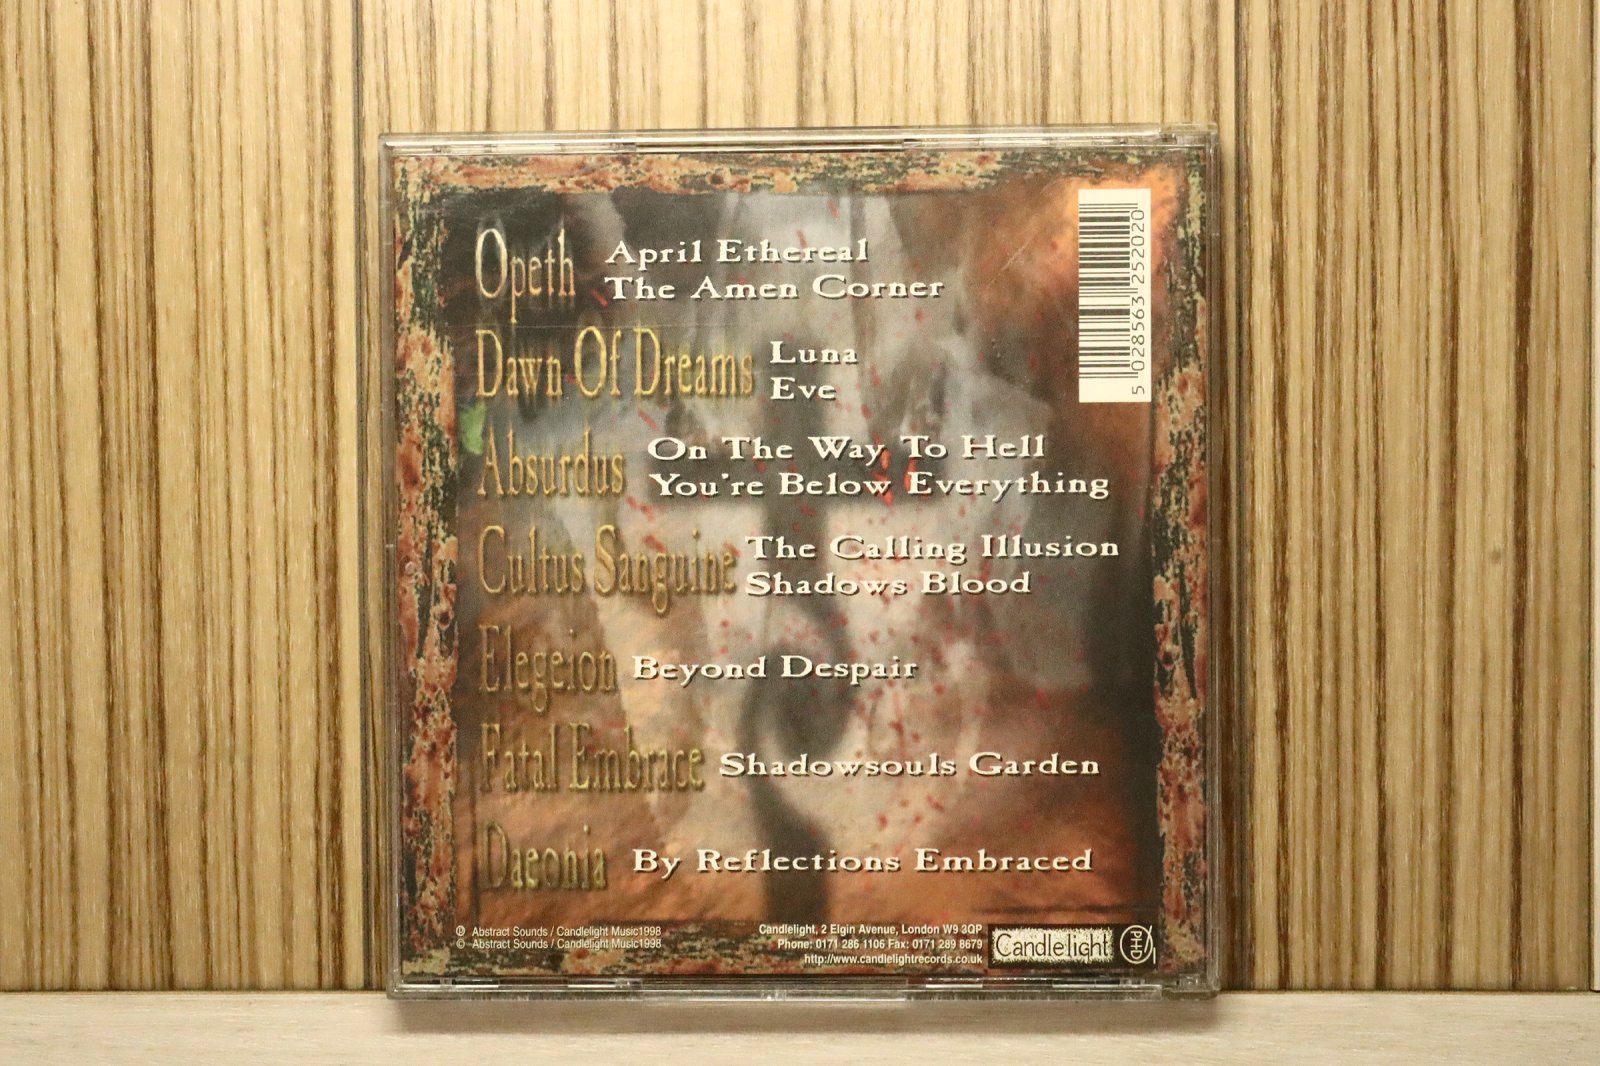 Opeth April Ethereal
The Amen Corner
Dawn Of Dreams Luna
Eve
Absurdus On The Way To Hell
You're Below Everything
Cultus Sanguine The Calling Illusion
Shadows Blood
Elegeion Beyond Despair
Fatal Embrace Shadowsouls Garden
Daeonia By Reflections Embraced
5 028563 252020
℗ Abstract Sounds / Candlelight Music1998
© Abstract Sounds / Candlelight Music1998
Candlelight, 2 Elgin Avenue, London W9 3QP
Phone: 0171 286 1106 Fax: 0171 289 8679
http://www.candlelightrecords.co.uk
Candlelight
PHD